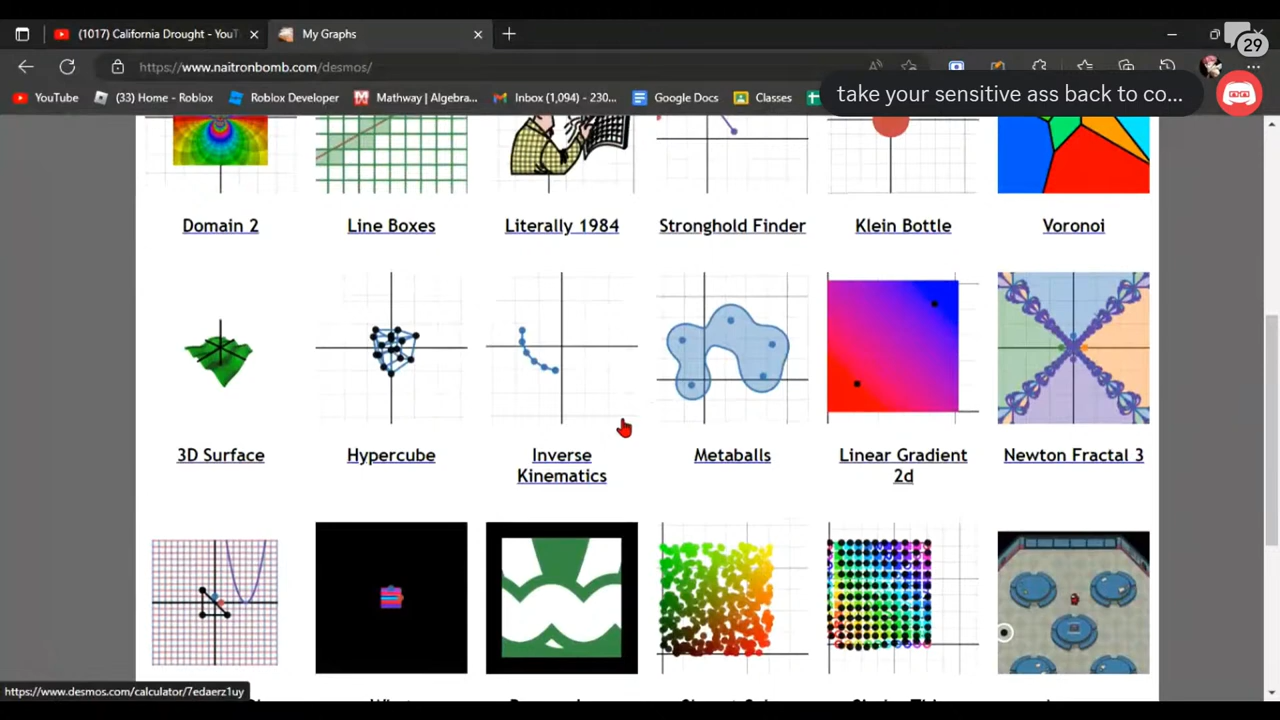 (1017) California Drought - YouT
My Graphs
29
https://www.naitronbomb.com/desmos/
take your sensitive ass back to co...
YouTube
(33) Home - Roblox
Roblox Developer
Mathway | Algebra...
Inbox (1,094) - 230...
Google Docs
Classes
Domain 2
Line Boxes
Literally 1984
Stronghold Finder
Klein Bottle
Voronoi
3D Surface
Hypercube
Inverse
Kinematics
Metaballs
Linear Gradient
2d
Newton Fractal 3
https://www.desmos.com/calculator/7edaerz1uy